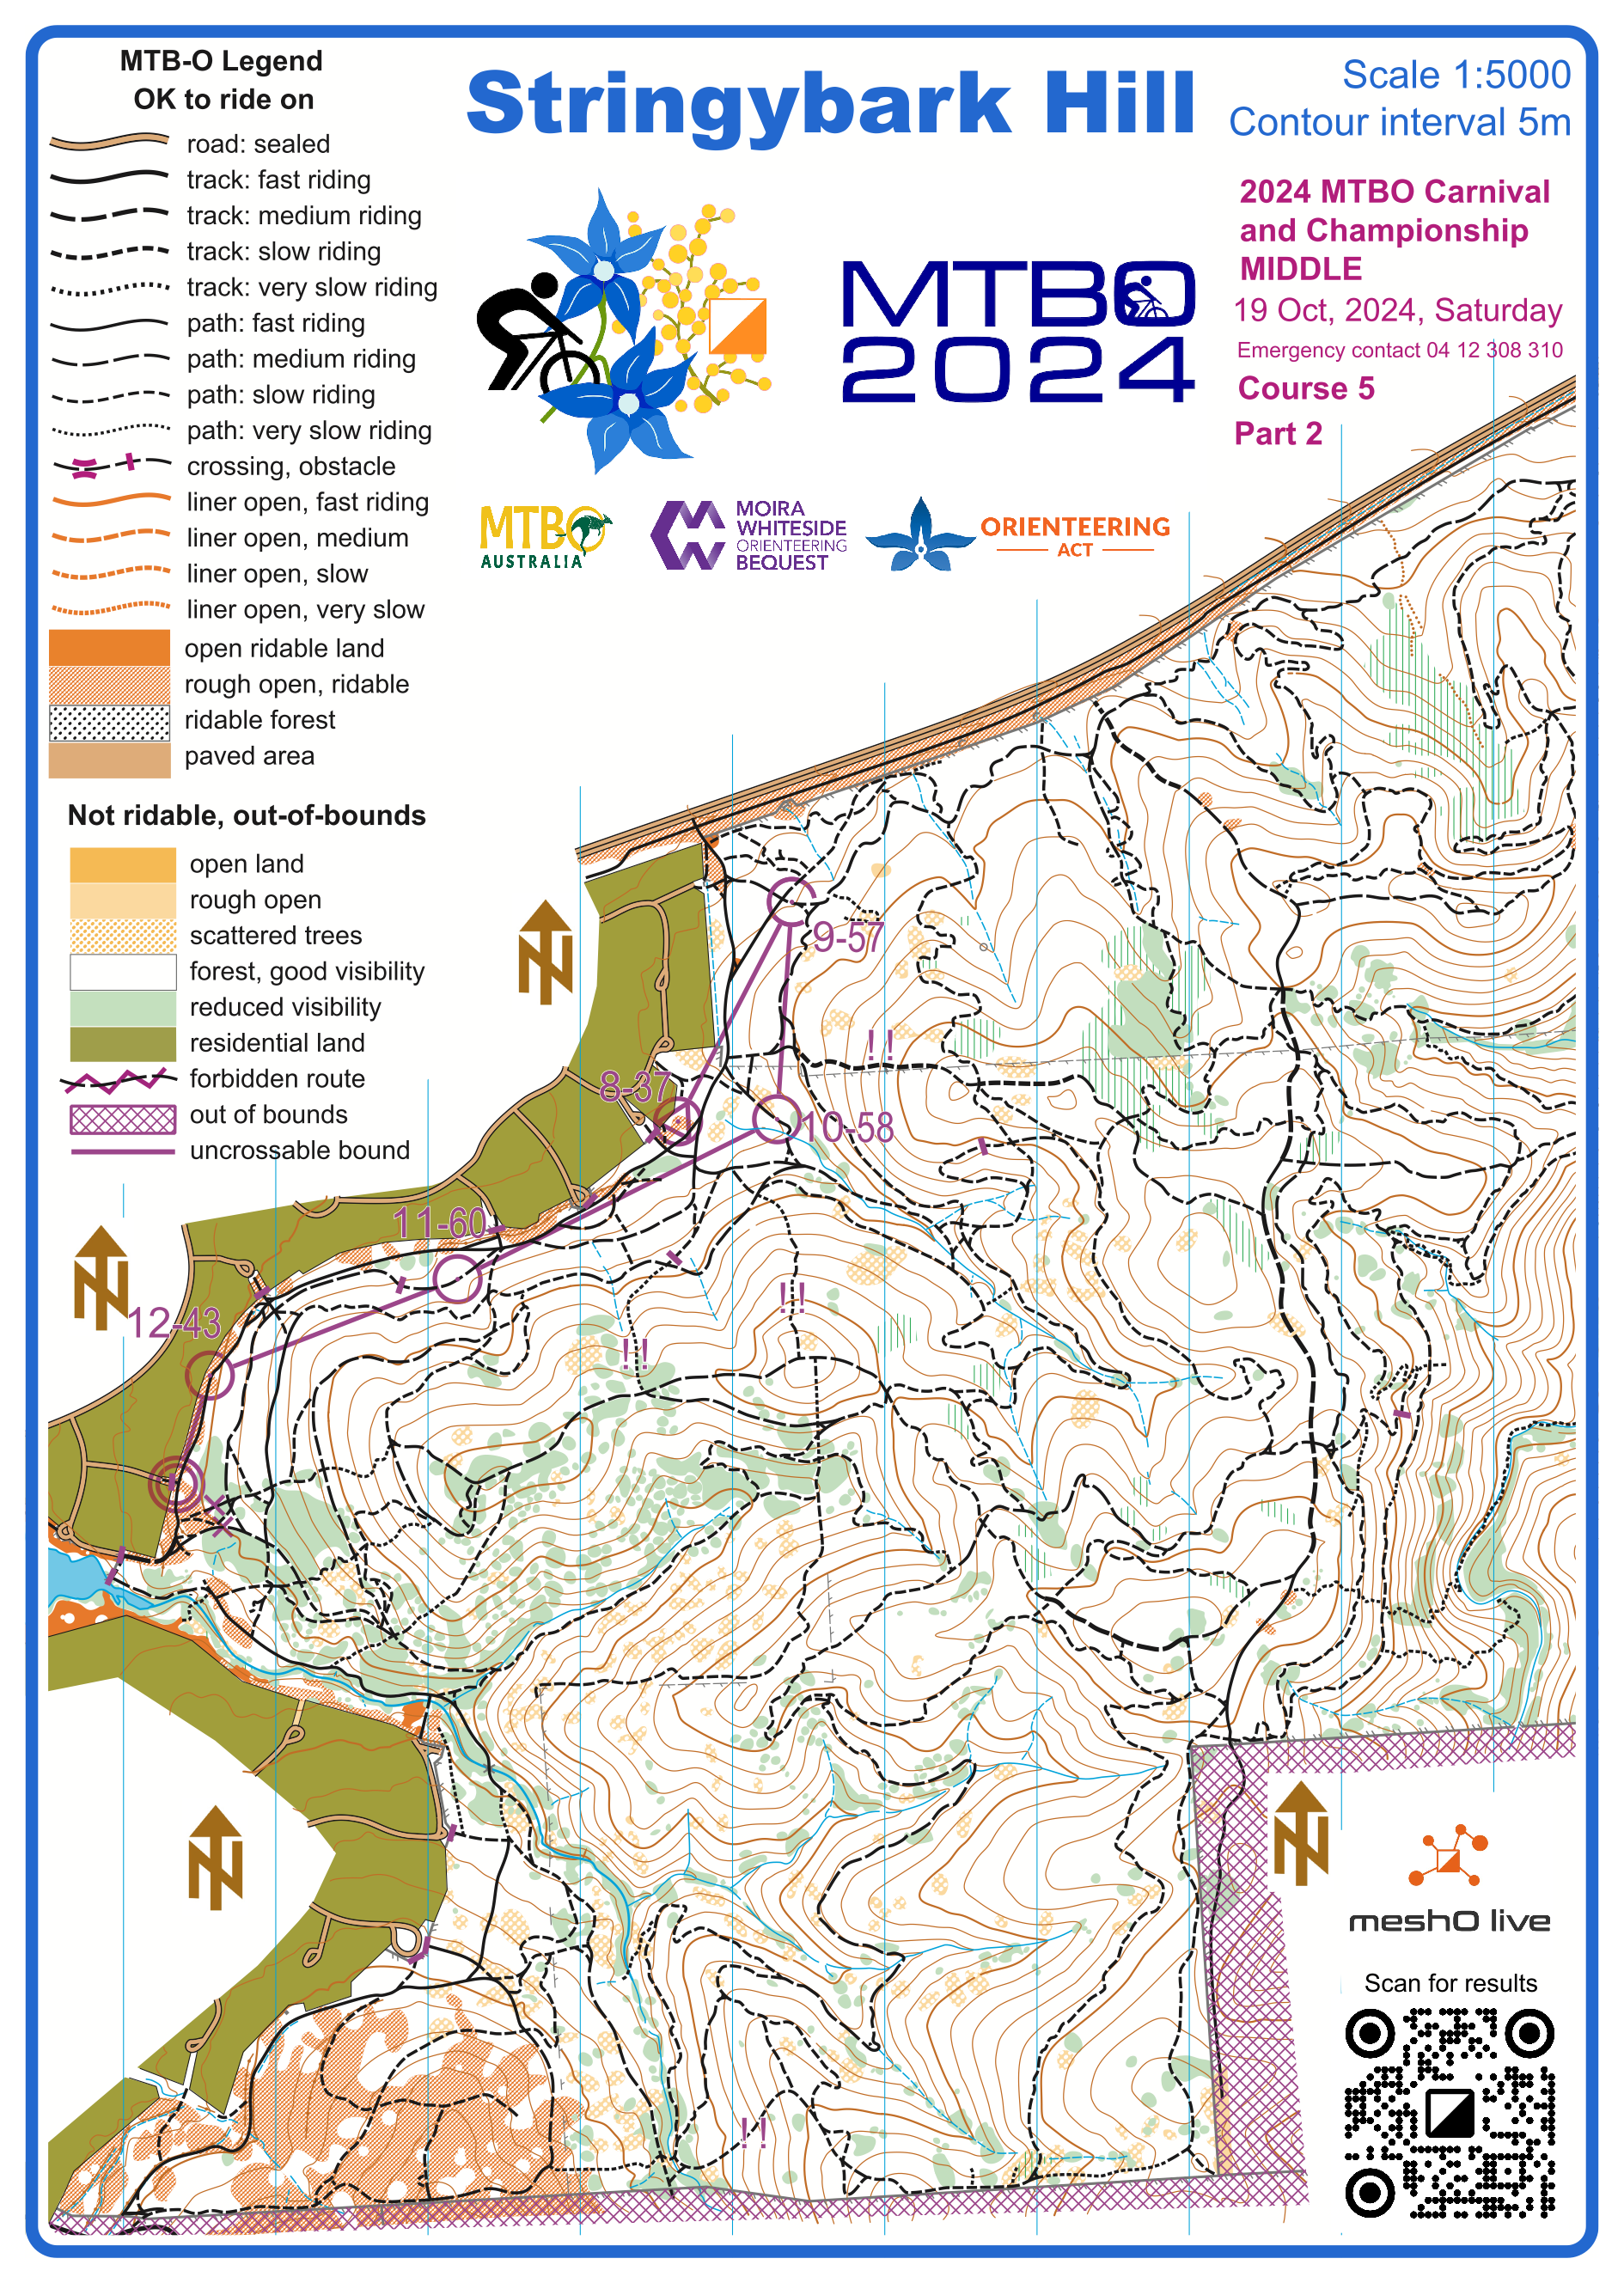 MTB-O Legend
OK to ride on
road: sealed
track: fast riding
track: medium riding
track: slow riding
track: very slow riding
path: fast riding
path: medium riding
path: slow riding
path: very slow riding
crossing, obstacle
liner open, fast riding
liner open, medium
liner open, slow
liner open, very slow
open ridable land
rough open, ridable
ridable forest
paved area
Not ridable, out-of-bounds
open land
rough open
scattered trees
forest, good visibility
reduced visibility
residential land
forbidden route
out of bounds
uncrossable bound
Stringybark Hill
Scale 1:5000
Contour interval 5m
2024 MTBO Carnival
and Championship
MIDDLE
19 Oct, 2024, Saturday
Emergency contact 04 12 308 310
Course 5
Part 2
MTBO
2024
MTBO
AUSTRALIA
MOIRA
WHITESIDE
ORIENTEERING
BEQUEST
ORIENTEERING
ACT
9-57
!!
8-37
10-58
11-60
!!
12-43
!!
!!
N
N
N
N
meshO live
Scan for results